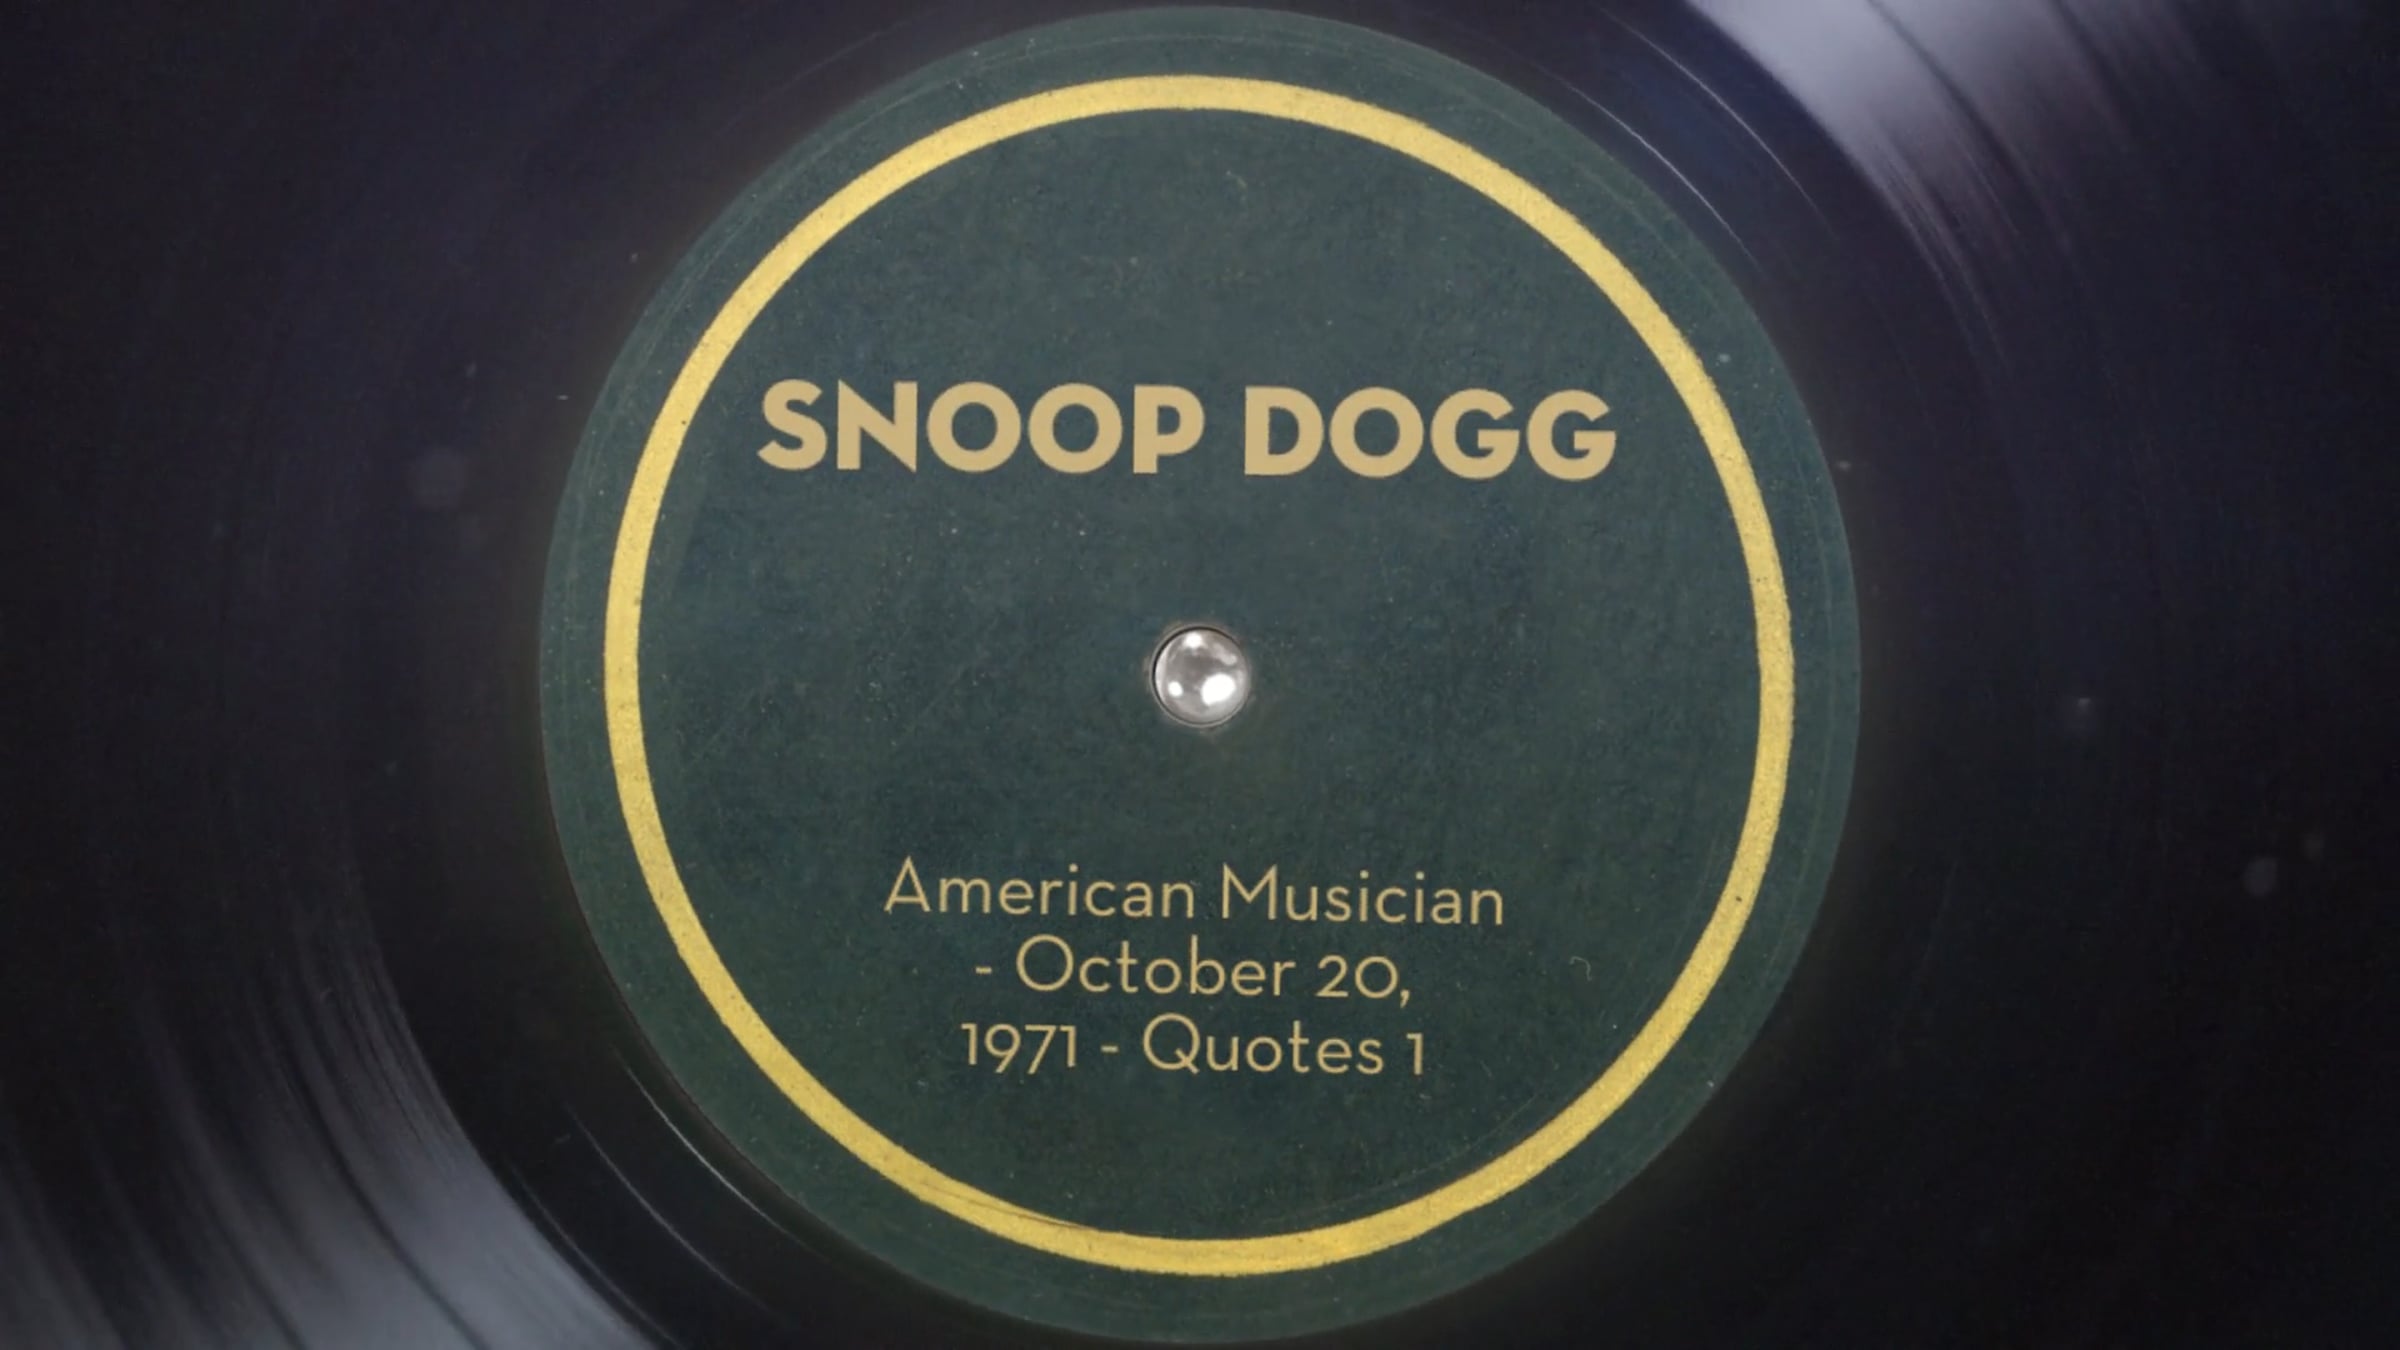 SNOOP DOGG
American Musician
- October 20,
1971 - Quotes 1